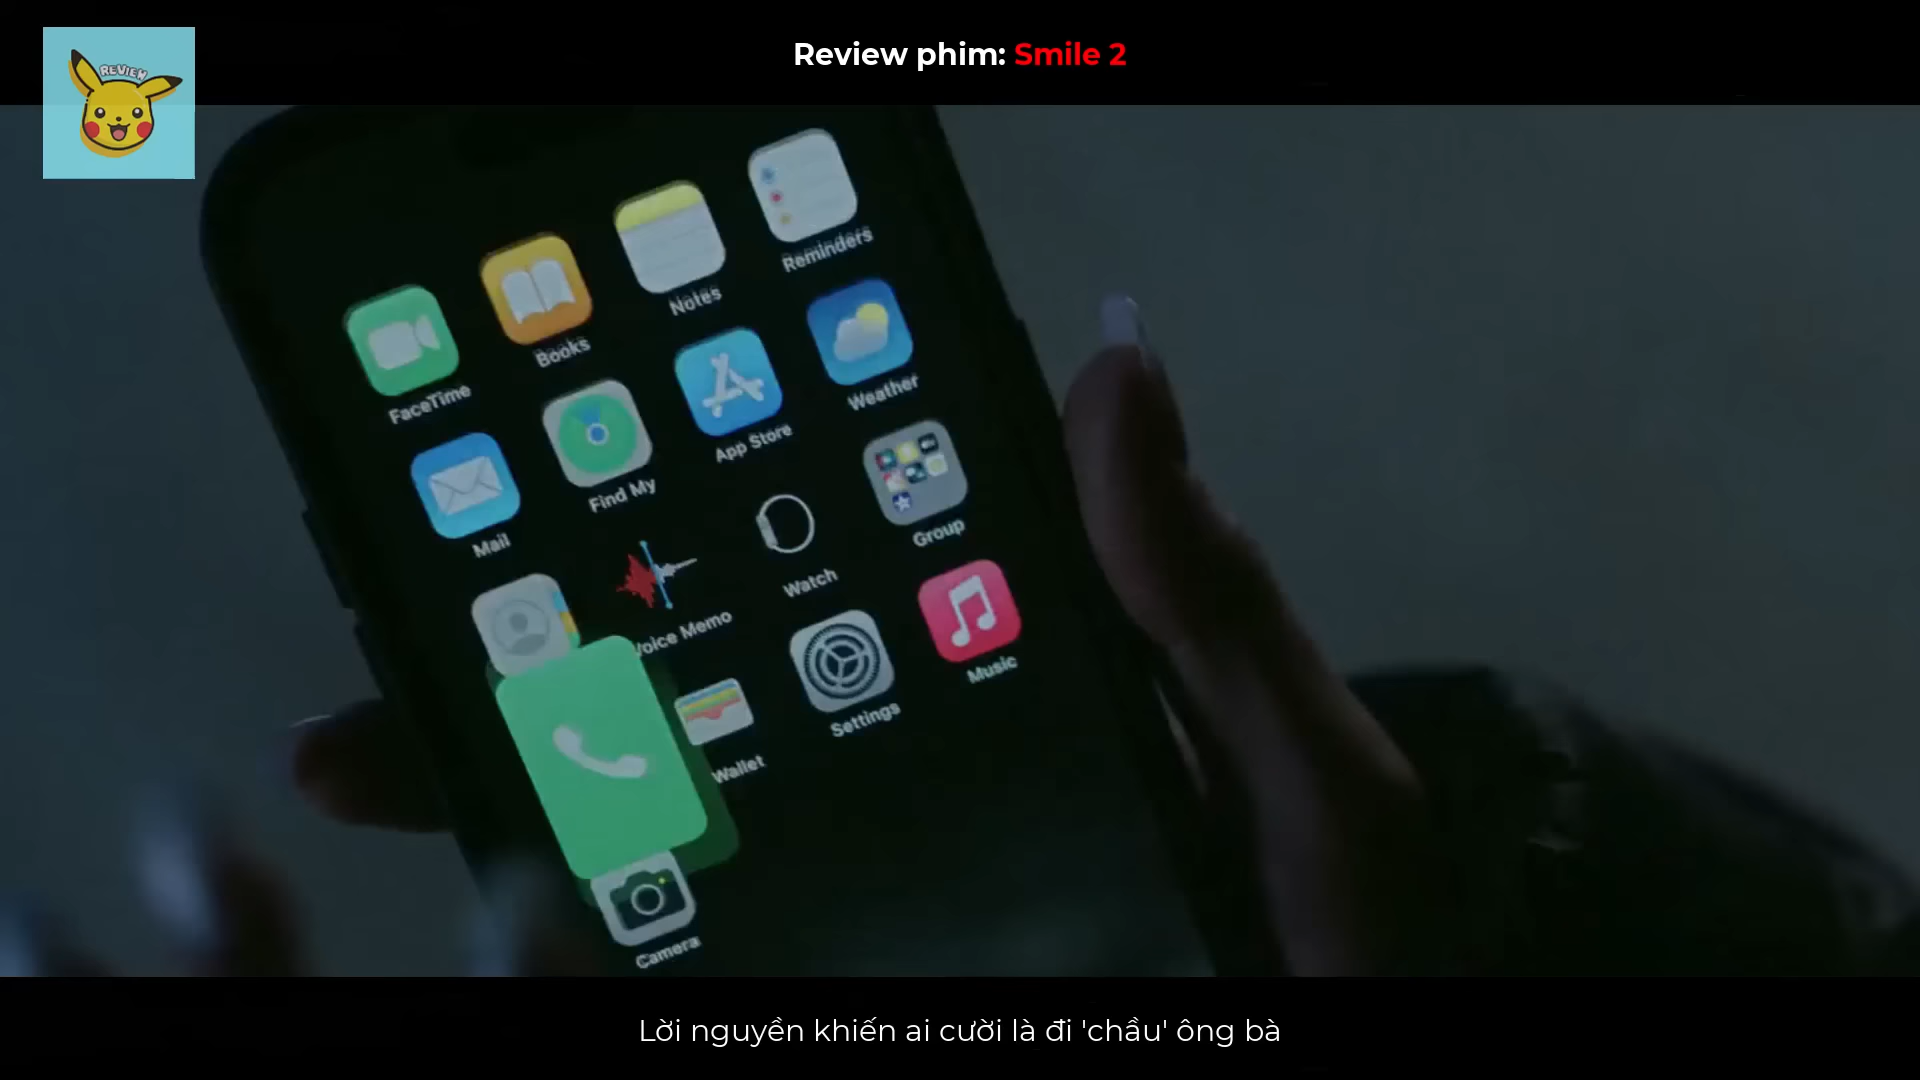 Review phim: Smile 2
REVIEW
Reminders
Notes
Books
FaceTime
Weather
App Store
Find My
Mail
Group
Watch
Voice Memo
Music
Settings
Wallet
Camera
Lời nguyền khiến ai cười là đi 'chầu' ông bà